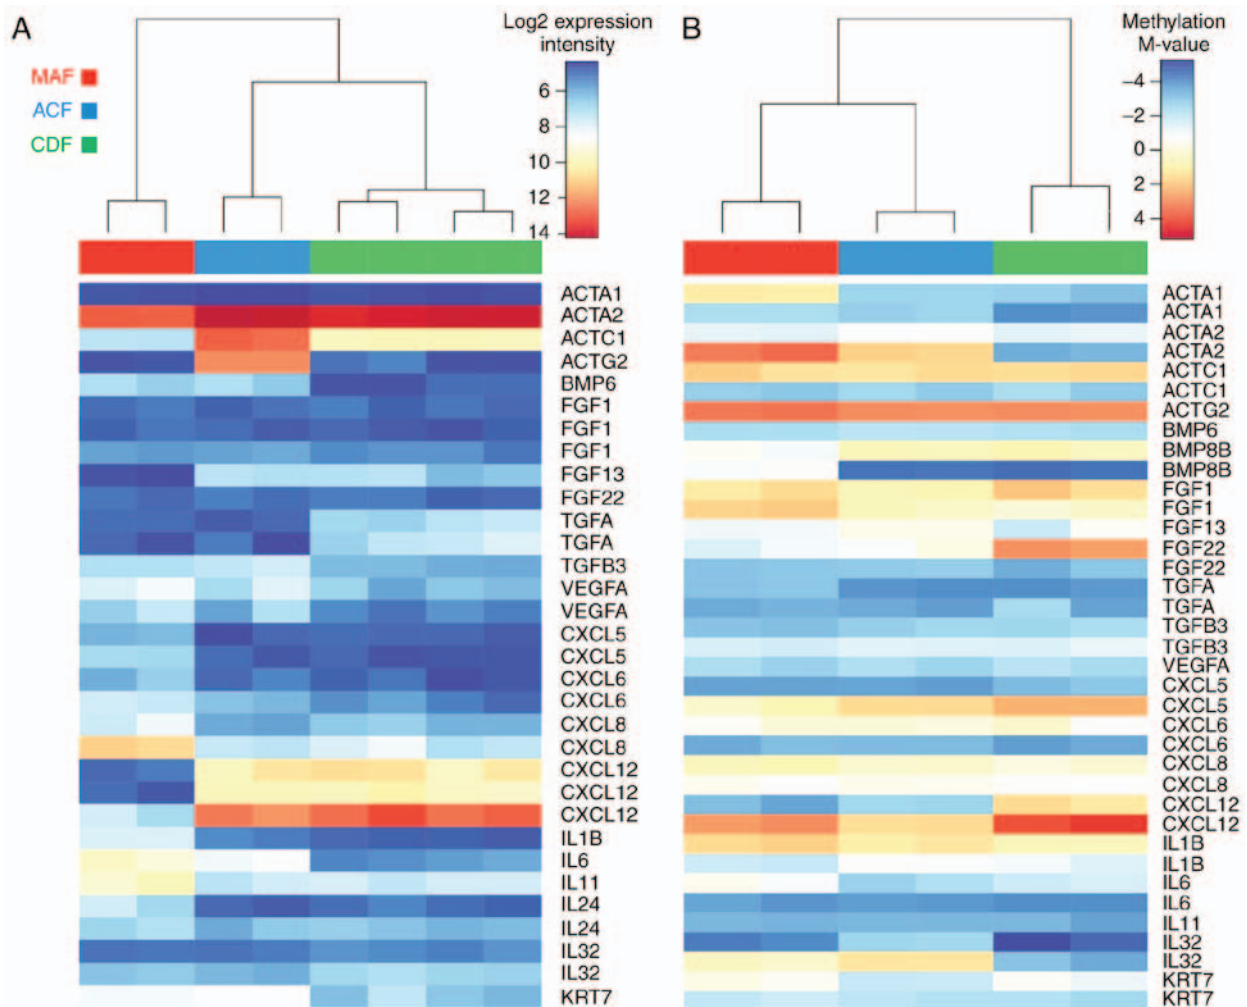 A
Log2 expression
intensity
MAF
ACF
CDF
6
8
10
12
14
ACTA1
ACTA2
ACTC1
ACTG2
BMP6
FGF1
FGF1
FGF1
FGF13
FGF22
TGFA
TGFA
TGFB3
VEGFA
VEGFA
CXCL5
CXCL5
CXCL6
CXCL6
CXCL8
CXCL8
CXCL12
CXCL12
CXCL12
IL1B
IL6
IL11
IL24
IL24
IL32
IL32
KRT7
B
Methylation
M-value
−4
−2
0
2
4
ACTA1
ACTA1
ACTA2
ACTA2
ACTC1
ACTC1
ACTG2
BMP6
BMP8B
BMP8B
FGF1
FGF1
FGF13
FGF22
FGF22
TGFA
TGFA
TGFB3
TGFB3
VEGFA
CXCL5
CXCL5
CXCL6
CXCL6
CXCL8
CXCL8
CXCL12
CXCL12
IL1B
IL1B
IL6
IL6
IL11
IL32
IL32
KRT7
KRT7